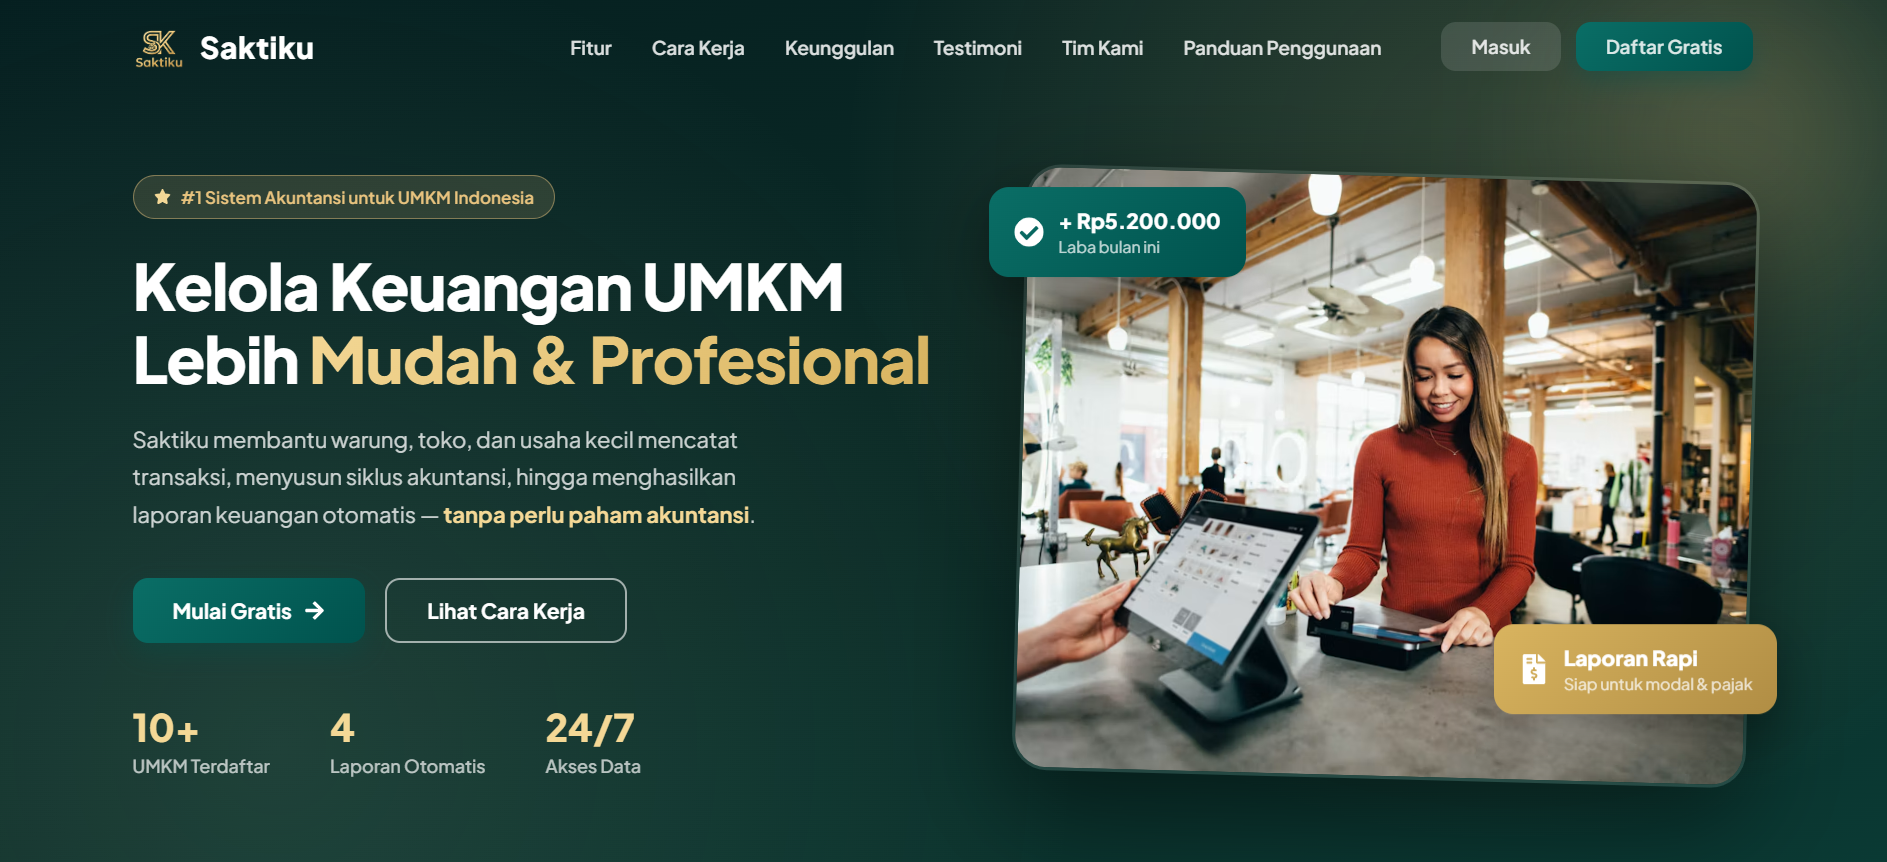 SK
Saktiku
Saktiku
Fitur
Cara Kerja
Keunggulan
Testimoni
Tim Kami
Panduan Penggunaan
Masuk
Daftar Gratis
#1 Sistem Akuntansi untuk UMKM Indonesia
Kelola Keuangan UMKM
Lebih Mudah & Profesional
Saktiku membantu warung, toko, dan usaha kecil mencatat
transaksi, menyusun siklus akuntansi, hingga menghasilkan
laporan keuangan otomatis — tanpa perlu paham akuntansi.
Mulai Gratis
Lihat Cara Kerja
10+
UMKM Terdaftar
4
Laporan Otomatis
24/7
Akses Data
+ Rp5.200.000
Laba bulan ini
$
Laporan Rapi
Siap untuk modal & pajak